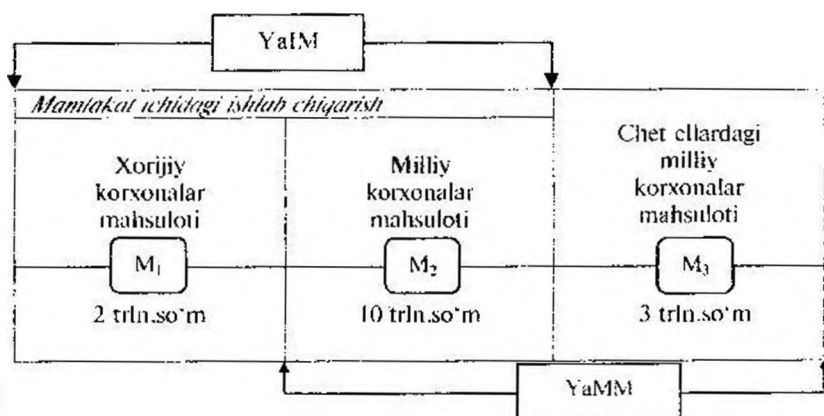 YaIM
Mamlakat ichidagi ishlab chiqarish
Xorijiy
korxonalar
mahsuloti
M₁
2 trln.so‘m
Milliy
korxonalar
mahsuloti
M₂
10 trln.so‘m
Chet ellardagi
milliy
korxonalar
mahsuloti
M₃
3 trln.so‘m
YaMM